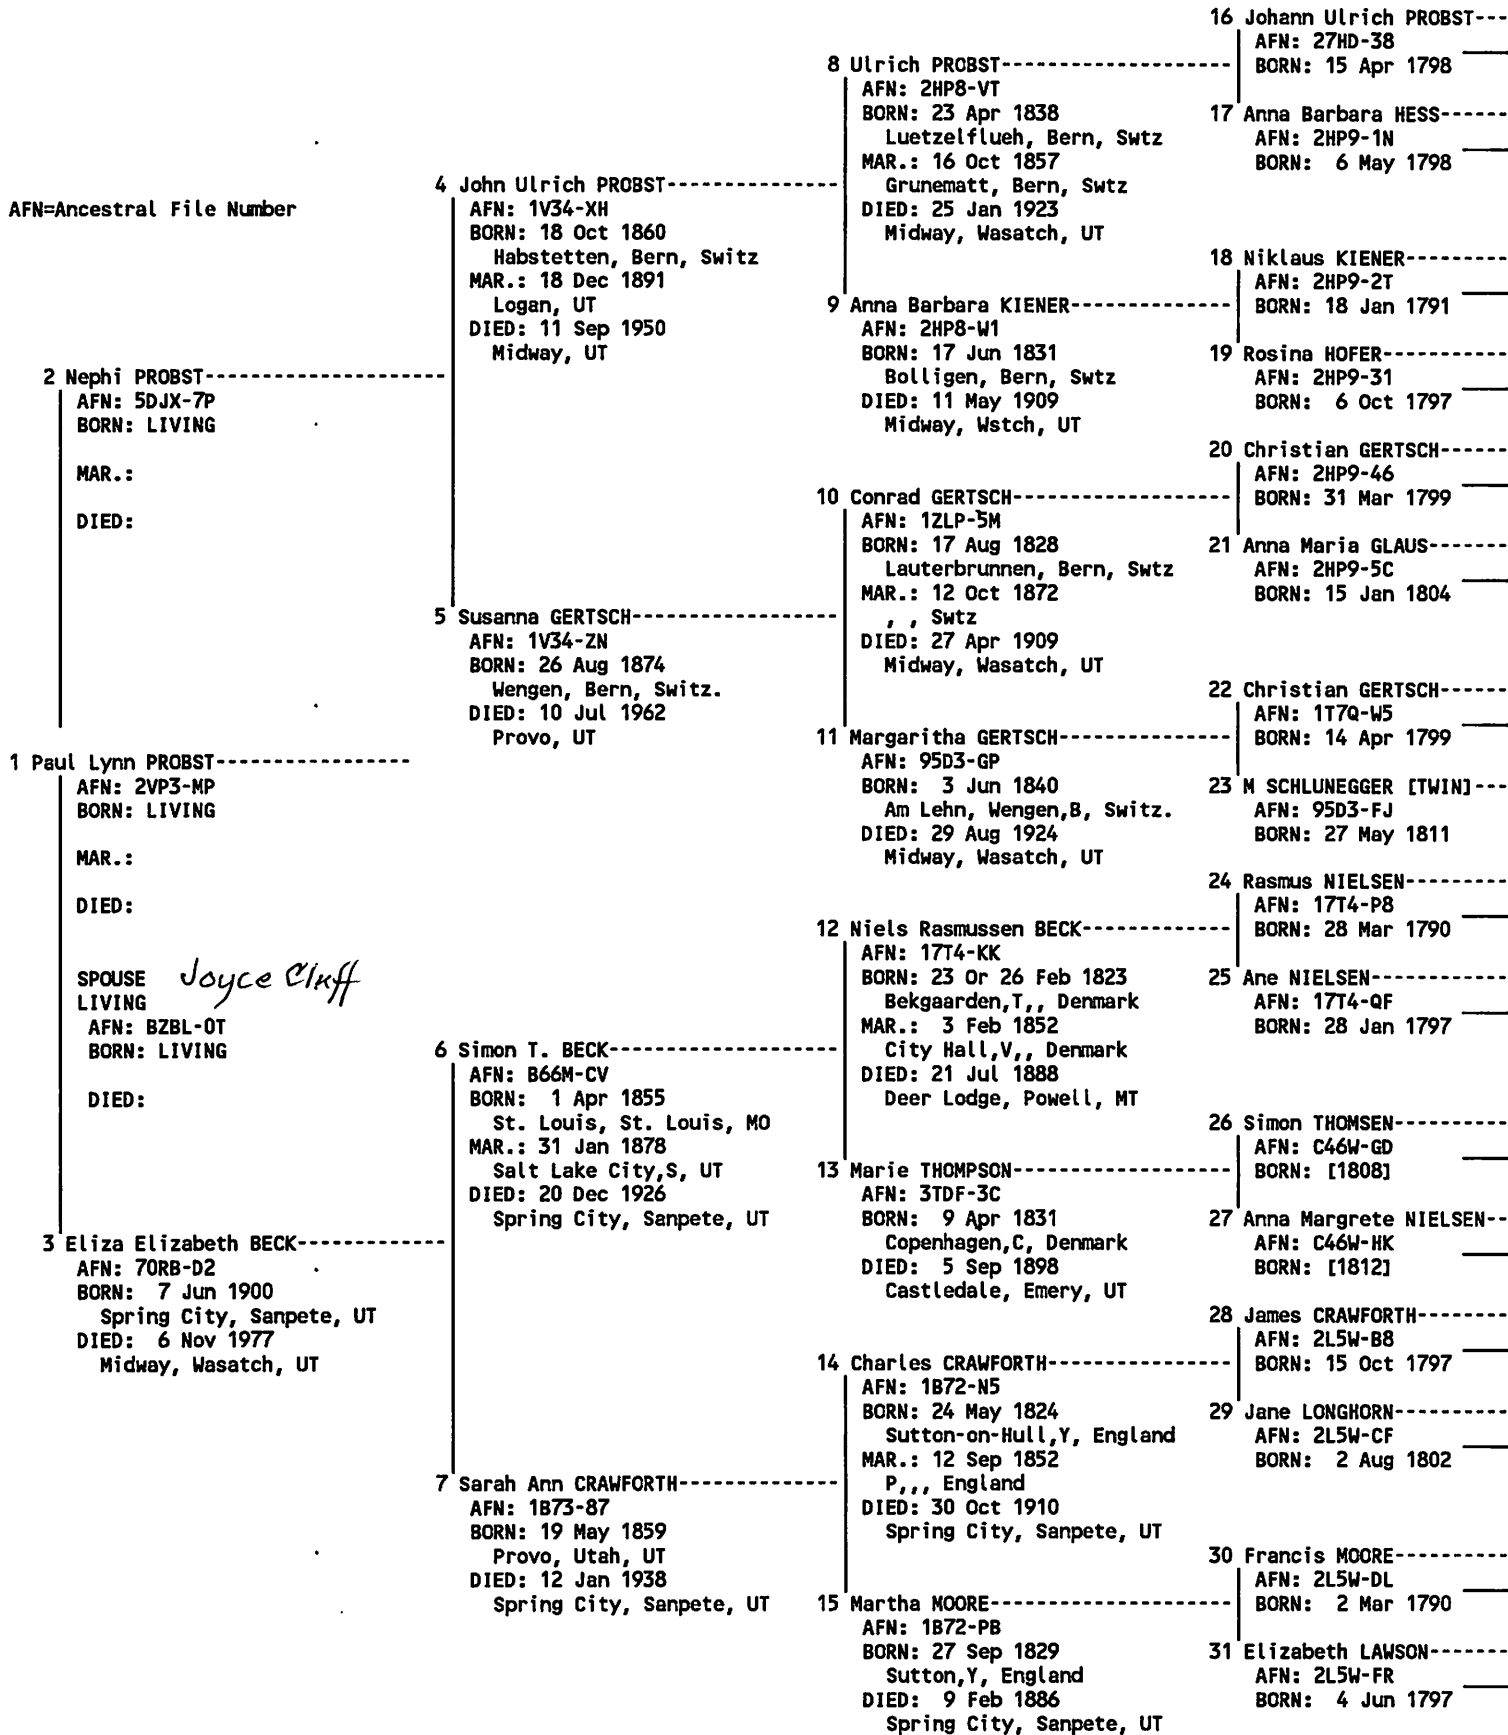 AFN=Ancestral File Number
1 Paul Lynn PROBST----------------
AFN: 2VP3-MP
BORN: LIVING
MAR.:
DIED:
SPOUSE Joyce Cluff
LIVING
AFN: BZBL-0T
BORN: LIVING
DIED:
2 Nephi PROBST--------------------
AFN: 5DJX-7P
BORN: LIVING
MAR.:
DIED:
3 Eliza Elizabeth BECK------------
AFN: 70RB-D2
BORN: 7 Jun 1900
Spring City, Sanpete, UT
DIED: 6 Nov 1977
Midway, Wasatch, UT
4 John Ulrich PROBST--------------
AFN: 1V34-XH
BORN: 18 Oct 1860
Habstetten, Bern, Switz
MAR.: 18 Dec 1891
Logan, UT
DIED: 11 Sep 1950
Midway, UT
5 Susanna GERTSCH-----------------
AFN: 1V34-ZN
BORN: 26 Aug 1874
Wengen, Bern, Switz.
DIED: 10 Jul 1962
Provo, UT
6 Simon T. BECK-------------------
AFN: B66M-CV
BORN: 1 Apr 1855
St. Louis, St. Louis, MO
MAR.: 31 Jan 1878
Salt Lake City,S, UT
DIED: 20 Dec 1926
Spring City, Sanpete, UT
7 Sarah Ann CRAWFORTH-------------
AFN: 1B73-87
BORN: 19 May 1859
Provo, Utah, UT
DIED: 12 Jan 1938
Spring City, Sanpete, UT
8 Ulrich PROBST-------------------
AFN: 2HP8-VT
BORN: 23 Apr 1838
Luetzelflueh, Bern, Swtz
MAR.: 16 Oct 1857
Grunematt, Bern, Swtz
DIED: 25 Jan 1923
Midway, Wasatch, UT
9 Anna Barbara KIENER-------------
AFN: 2HP8-W1
BORN: 17 Jun 1831
Bolligen, Bern, Swtz
DIED: 11 May 1909
Midway, Wstch, UT
10 Conrad GERTSCH------------------
AFN: 1ZLP-5M
BORN: 17 Aug 1828
Lauterbrunnen, Bern, Swtz
MAR.: 12 Oct 1872
, , Swtz
DIED: 27 Apr 1909
Midway, Wasatch, UT
11 Margaritha GERTSCH--------------
AFN: 95D3-GP
BORN: 3 Jun 1840
Am Lehn, Wengen,B, Switz.
DIED: 29 Aug 1924
Midway, Wasatch, UT
12 Niels Rasmussen BECK------------
AFN: 17T4-KK
BORN: 23 Or 26 Feb 1823
Bekgaarden,T,, Denmark
MAR.: 3 Feb 1852
City Hall,V,, Denmark
DIED: 21 Jul 1888
Deer Lodge, Powell, MT
13 Marie THOMPSON------------------
AFN: 3TDF-3C
BORN: 9 Apr 1831
Copenhagen,C, Denmark
DIED: 5 Sep 1898
Castledale, Emery, UT
14 Charles CRAWFORTH---------------
AFN: 1B72-N5
BORN: 24 May 1824
Sutton-on-Hull,Y, England
MAR.: 12 Sep 1852
P,,, England
DIED: 30 Oct 1910
Spring City, Sanpete, UT
15 Martha MOORE--------------------
AFN: 1B72-PB
BORN: 27 Sep 1829
Sutton,Y, England
DIED: 9 Feb 1886
Spring City, Sanpete, UT
16 Johann Ulrich PROBST---
AFN: 27HD-38
BORN: 15 Apr 1798
17 Anna Barbara HESS------
AFN: 2HP9-1N
BORN: 6 May 1798
18 Niklaus KIENER---------
AFN: 2HP9-2T
BORN: 18 Jan 1791
19 Rosina HOFER-----------
AFN: 2HP9-31
BORN: 6 Oct 1797
20 Christian GERTSCH------
AFN: 2HP9-46
BORN: 31 Mar 1799
21 Anna Maria GLAUS-------
AFN: 2HP9-5C
BORN: 15 Jan 1804
22 Christian GERTSCH------
AFN: 1T7Q-W5
BORN: 14 Apr 1799
23 M SCHLUNEGGER [TWIN]---
AFN: 95D3-FJ
BORN: 27 May 1811
24 Rasmus NIELSEN---------
AFN: 17T4-P8
BORN: 28 Mar 1790
25 Ane NIELSEN------------
AFN: 17T4-QF
BORN: 28 Jan 1797
26 Simon THOMSEN----------
AFN: C46W-GD
BORN: [1808]
27 Anna Margrete NIELSEN--
AFN: C46W-HK
BORN: [1812]
28 James CRAWFORTH--------
AFN: 2L5W-B8
BORN: 15 Oct 1797
29 Jane LONGHORN----------
AFN: 2L5W-CF
BORN: 2 Aug 1802
30 Francis MOORE----------
AFN: 2L5W-DL
BORN: 2 Mar 1790
31 Elizabeth LAWSON-------
AFN: 2L5W-FR
BORN: 4 Jun 1797